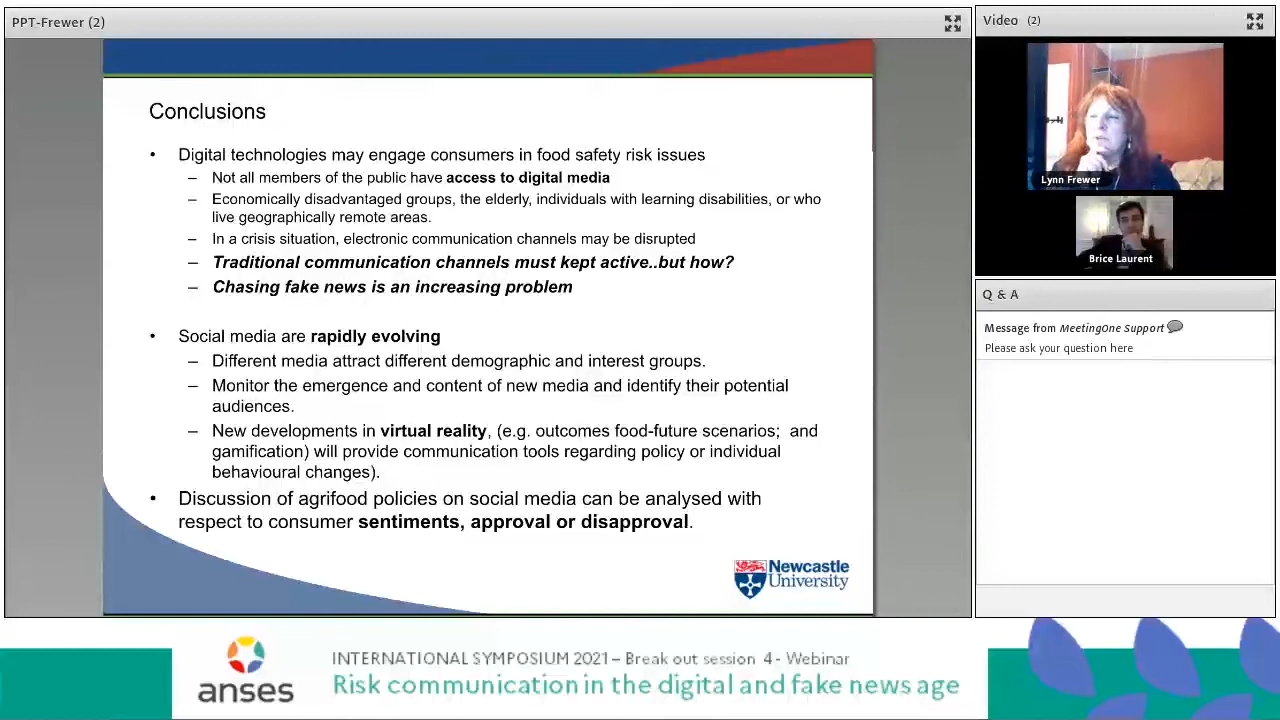 PPT-Frewer (2)
Conclusions
• Digital technologies may engage consumers in food safety risk issues
– Not all members of the public have access to digital media
– Economically disadvantaged groups, the elderly, individuals with learning disabilities, or who
live geographically remote areas.
– In a crisis situation, electronic communication channels may be disrupted
– Traditional communication channels must kept active..but how?
– Chasing fake news is an increasing problem
• Social media are rapidly evolving
– Different media attract different demographic and interest groups.
– Monitor the emergence and content of new media and identify their potential
audiences.
– New developments in virtual reality, (e.g. outcomes food-future scenarios; and
gamification) will provide communication tools regarding policy or individual
behavioural changes).
• Discussion of agrifood policies on social media can be analysed with
respect to consumer sentiments, approval or disapproval.
Newcastle
University
Video (2)
Lynn Frewer
Brice Laurent
Q & A
Message from MeetingOne Support
Please ask your question here
anses
INTERNATIONAL SYMPOSIUM 2021 – Break out session 4 - Webinar
Risk communication in the digital and fake news age